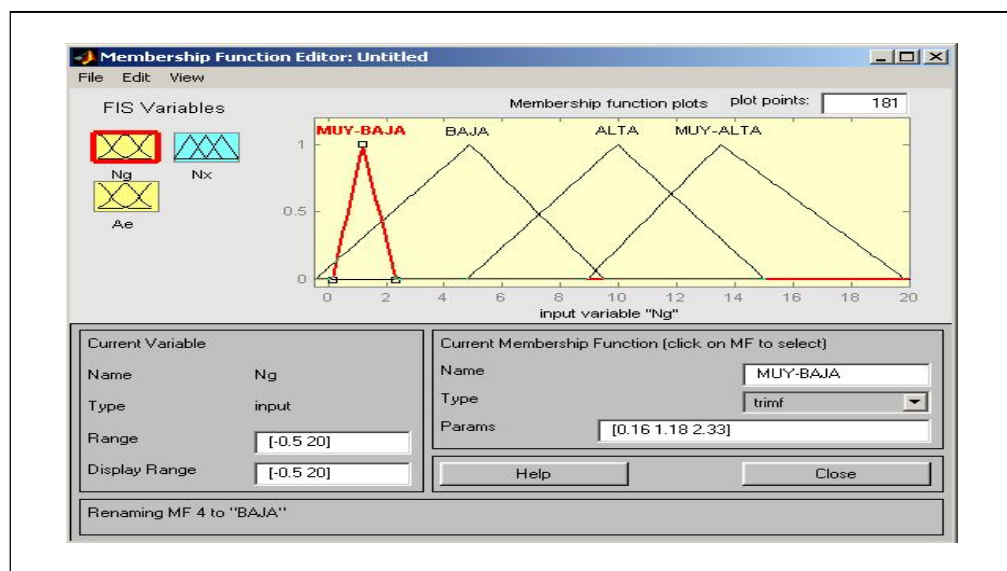 Membership Function Editor: Untitled
File Edit View
FIS Variables
Membership function plots plot points: 181
Ng
Nx
Ae
MUY-BAJA BAJA ALTA MUY-ALTA
1
0.5
0
0 2 4 6 8 10 12 14 16 18 20
input variable "Ng"
Current Variable
Name Ng
Type input
Range [-0.5 20]
Display Range [-0.5 20]
Current Membership Function (click on MF to select)
Name MUY-BAJA
Type trimf
Params [0.16 1.18 2.33]
Help Close
Renaming MF 4 to "BAJA"